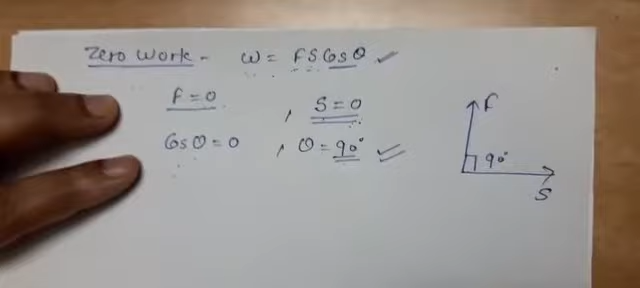 Zero Work - W = FS Cos θ ✓
F = 0 , S = 0
Cos θ = 0 , θ = 90° ✓
F
90°
S